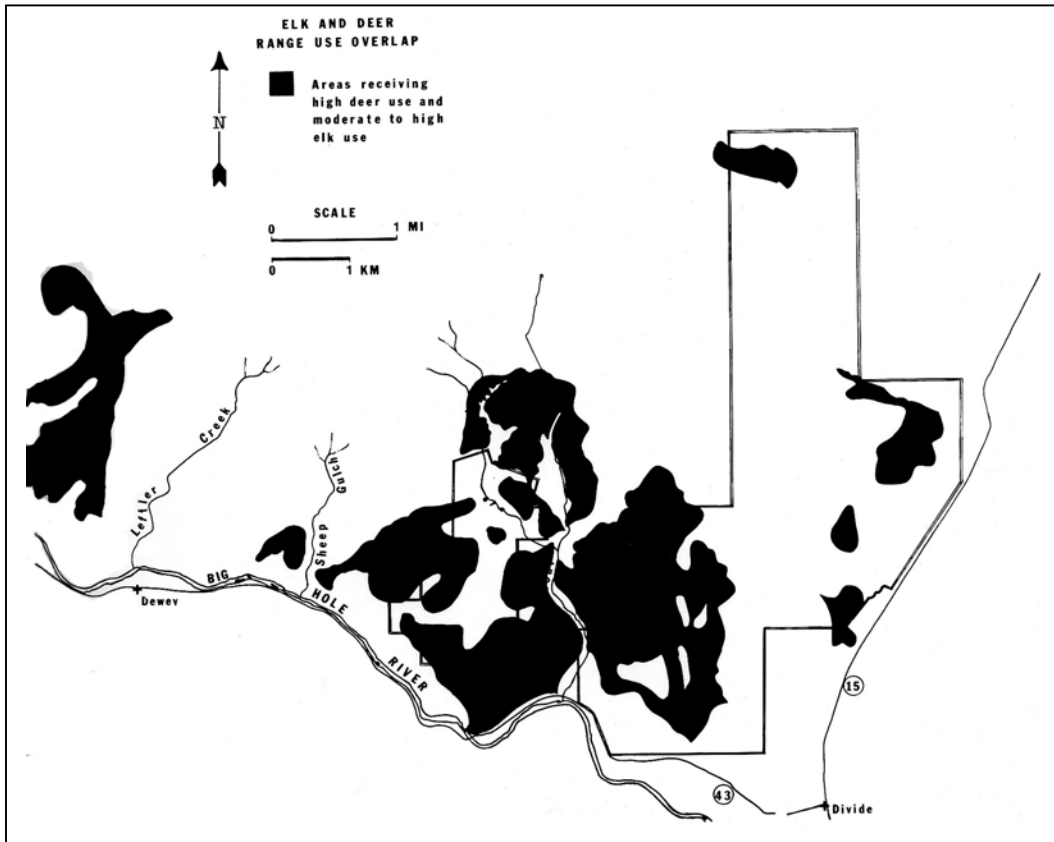 ELK AND DEER
RANGE USE OVERLAP
Areas receiving
high deer use and
moderate to high
elk use
N
SCALE
0 1 MI
0 1 KM
Leffler Creek
Sheep Gulch
BIG HOLE RIVER
Dewey
15
43
Divide